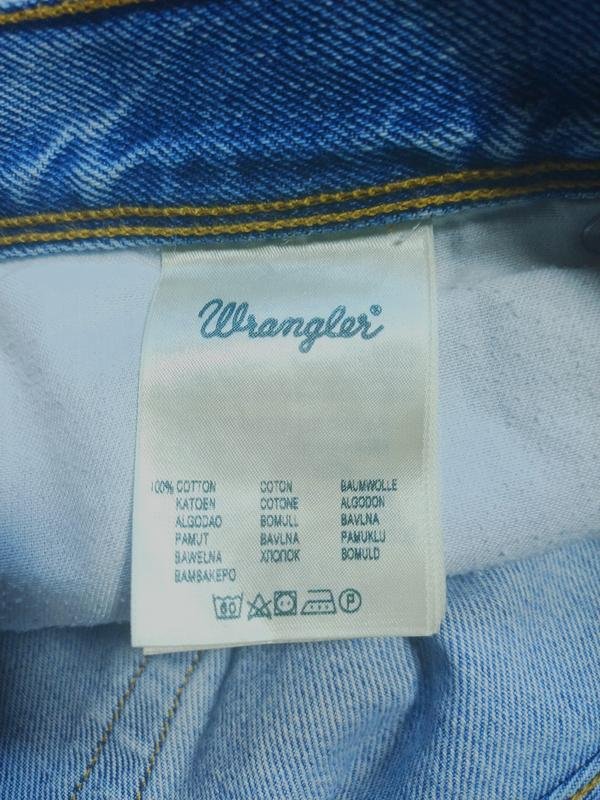 Wrangler®
100% COTTON COTON BAUMWOLLE
KATOEN COTONE ALGODON
ALGODAO BOMULL BAVLNA
PAMUT BAVLNA PAMUKLU
BAWELNA ХЛОПОК BOMULD
BAMBAKEPO
60 P